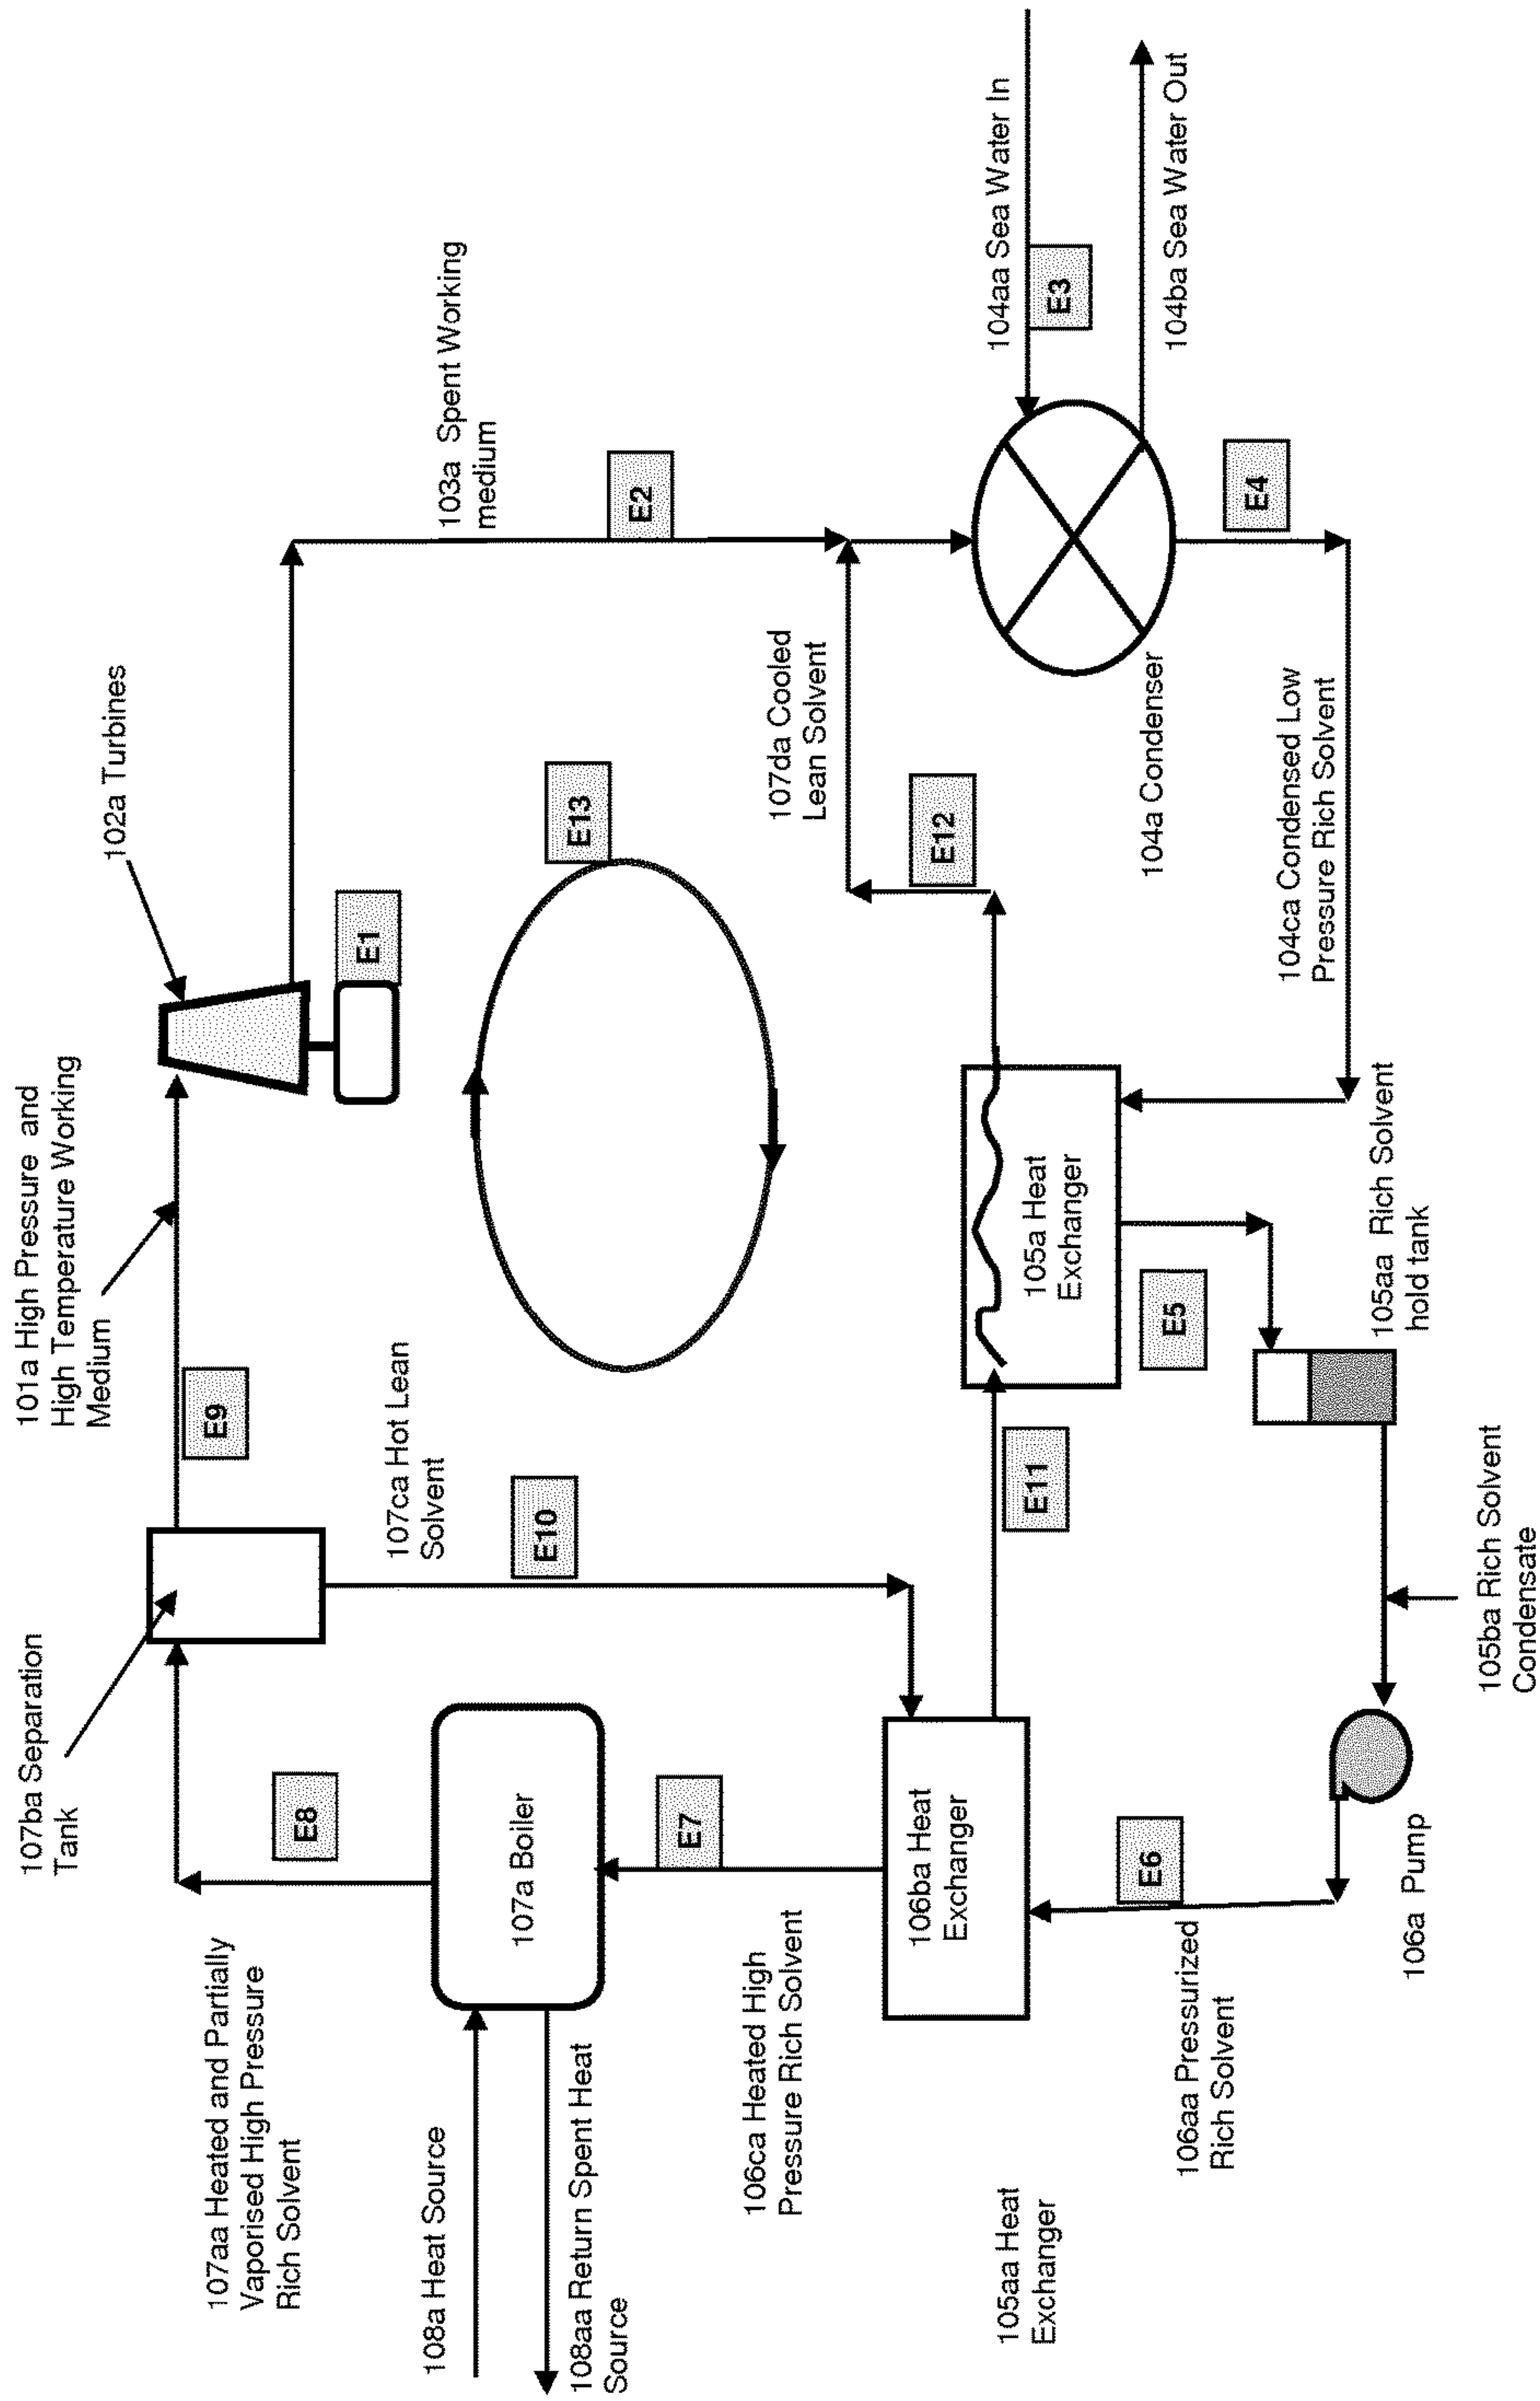 101a High Pressure and
High Temperature Working
Medium
102a Turbines
107ba Separation
Tank
E9
E1
103a Spent Working
medium
E2
107aa Heated and Partially
Vaporised High Pressure
Rich Solvent
E8
107ca Hot Lean
Solvent
E10
E13
108a Heat Source
107a Boiler
108aa Return Spent Heat
Source
E7
106ca Heated High
Pressure Rich Solvent
107da Cooled
Lean Solvent
E12
104aa Sea Water In
E3
104ba Sea Water Out
106ba Heat
Exchanger
E11
105a Heat
Exchanger
104a Condenser
E4
105aa Heat
Exchanger
E6
106aa Pressurized
Rich Solvent
E5
104ca Condensed Low
Pressure Rich Solvent
106a Pump
105aa Rich Solvent
hold tank
105ba Rich Solvent
Condensate